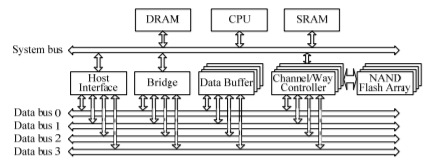 DRAM CPU SRAM
System bus
Host Interface
Bridge
Data Buffer
Channel/Way Controller
NAND Flash Array
Data bus 0
Data bus 1
Data bus 2
Data bus 3